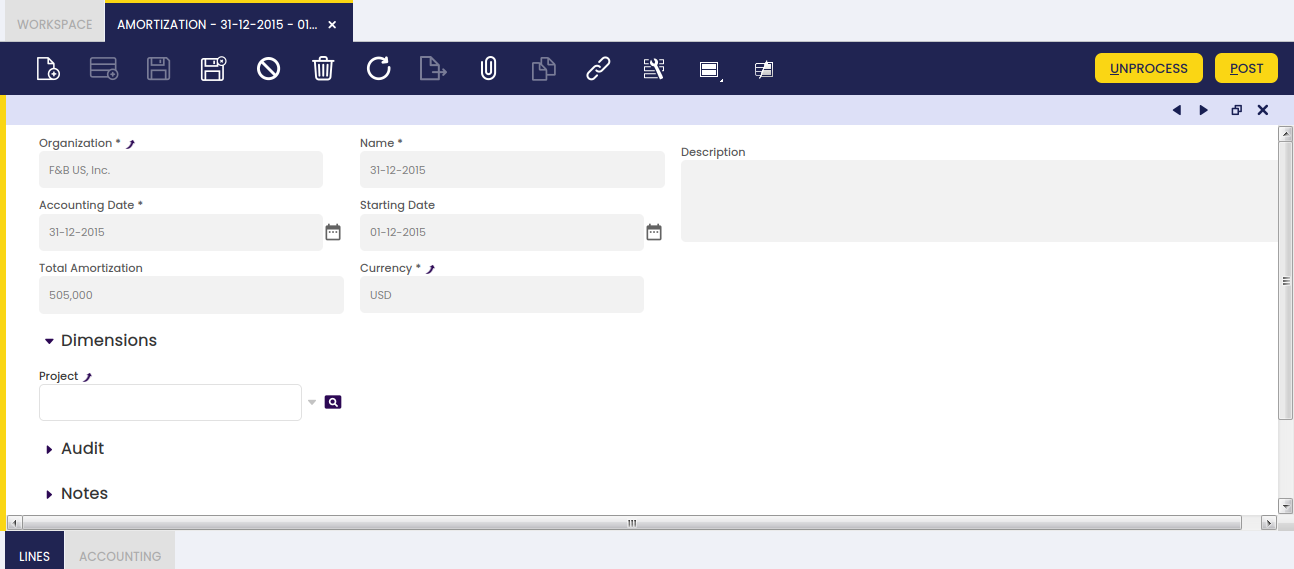 WORKSPACE
AMORTIZATION - 31-12-2015 - 01...
UNPROCESS
POST
Organization *
Name *
Description
F&B US, Inc.
31-12-2015
Accounting Date *
Starting Date
31-12-2015
01-12-2015
Total Amortization
Currency *
505,000
USD
Dimensions
Project
Audit
Notes
LINES
ACCOUNTING